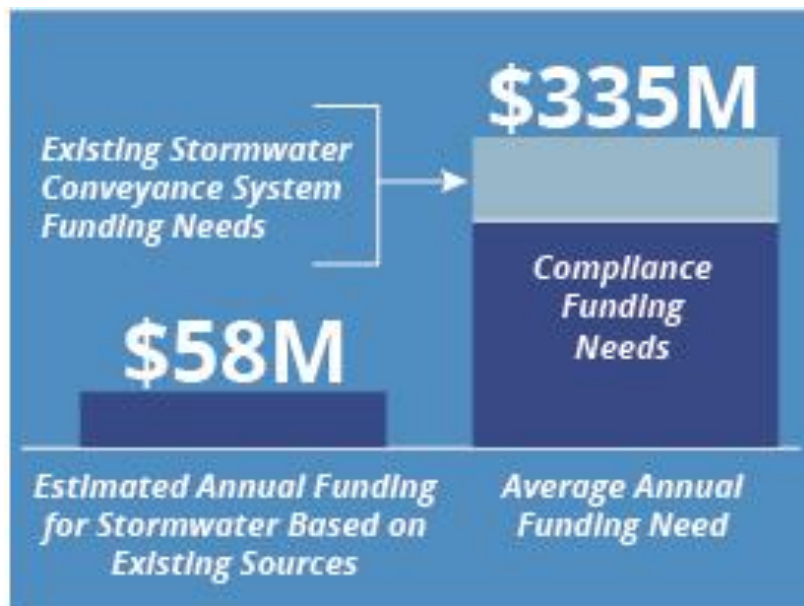 $335M
Existing Stormwater
Conveyance System
Funding Needs
Compliance
Funding
Needs
$58M
Estimated Annual Funding
for Stormwater Based on
Existing Sources
Average Annual
Funding Need